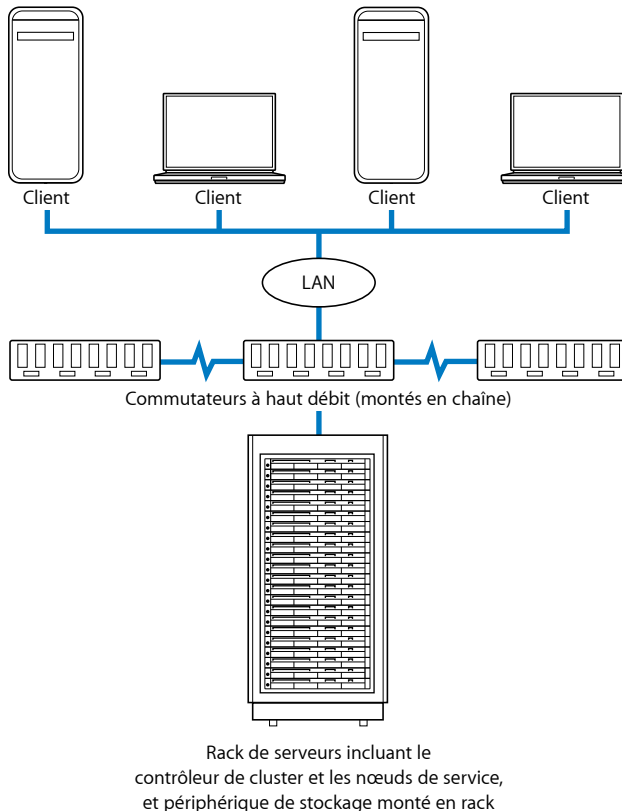 Client Client Client Client
LAN
Commutateurs à haut débit (montés en chaîne)
Rack de serveurs incluant le
contrôleur de cluster et les nœuds de service,
et périphérique de stockage monté en rack